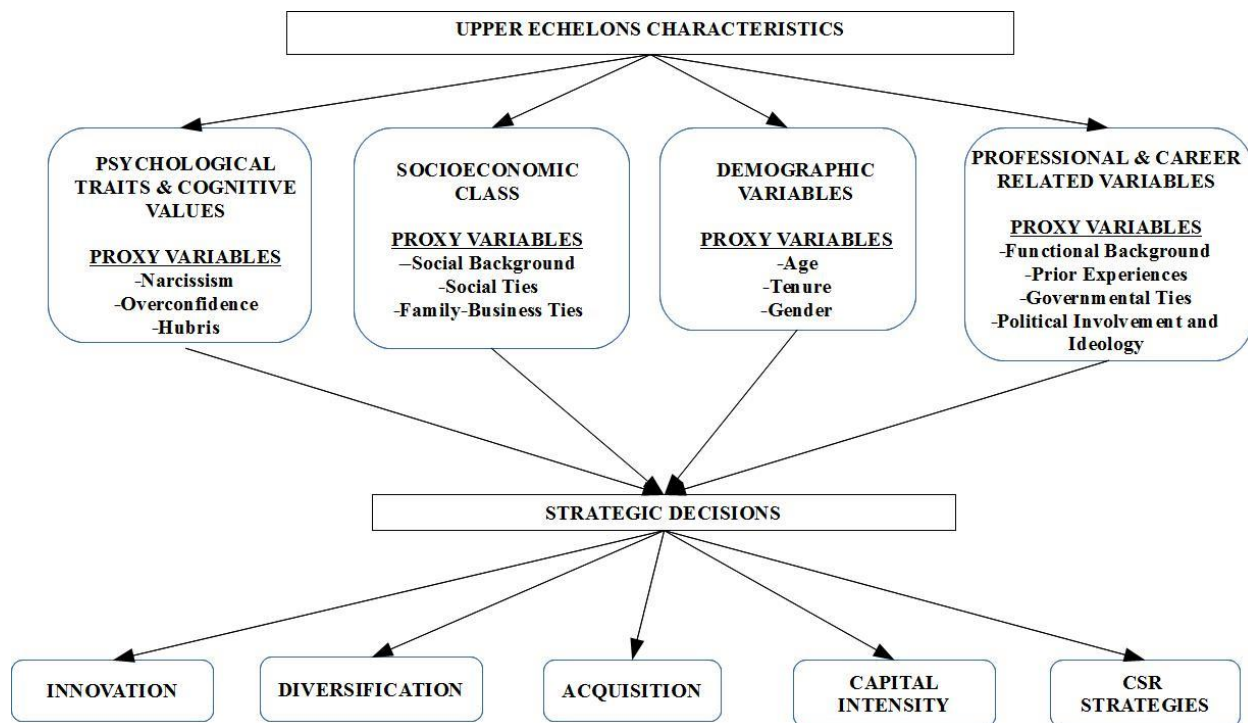 UPPER ECHELONS CHARACTERISTICS
PSYCHOLOGICAL
TRAITS & COGNITIVE
VALUES
PROXY VARIABLES
-Narcissism
-Overconfidence
-Hubris
SOCIOECONOMIC
CLASS
PROXY VARIABLES
–Social Background
-Social Ties
-Family-Business Ties
DEMOGRAPHIC
VARIABLES
PROXY VARIABLES
-Age
-Tenure
-Gender
PROFESSIONAL & CAREER
RELATED VARIABLES
PROXY VARIABLES
-Functional Background
-Prior Experiences
-Governmental Ties
-Political Involvement and
Ideology
STRATEGIC DECISIONS
INNOVATION
DIVERSIFICATION
ACQUISITION
CAPITAL
INTENSITY
CSR
STRATEGIES